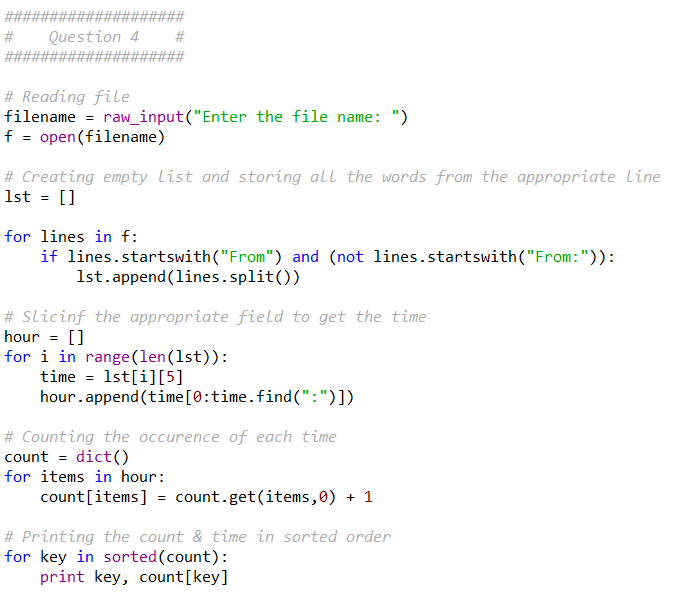 ####################
#    Question 4    #
####################

# Reading file
filename = raw_input("Enter the file name: ")
f = open(filename)

# Creating empty list and storing all the words from the appropriate line
lst = []

for lines in f:
    if lines.startswith("From") and (not lines.startswith("From:")):
        lst.append(lines.split())

# Slicinf the appropriate field to get the time
hour = []
for i in range(len(lst)):
    time = lst[i][5]
    hour.append(time[0:time.find(":")])

# Counting the occurence of each time
count = dict()
for items in hour:
    count[items] = count.get(items,0) + 1

# Printing the count & time in sorted order
for key in sorted(count):
    print key, count[key]